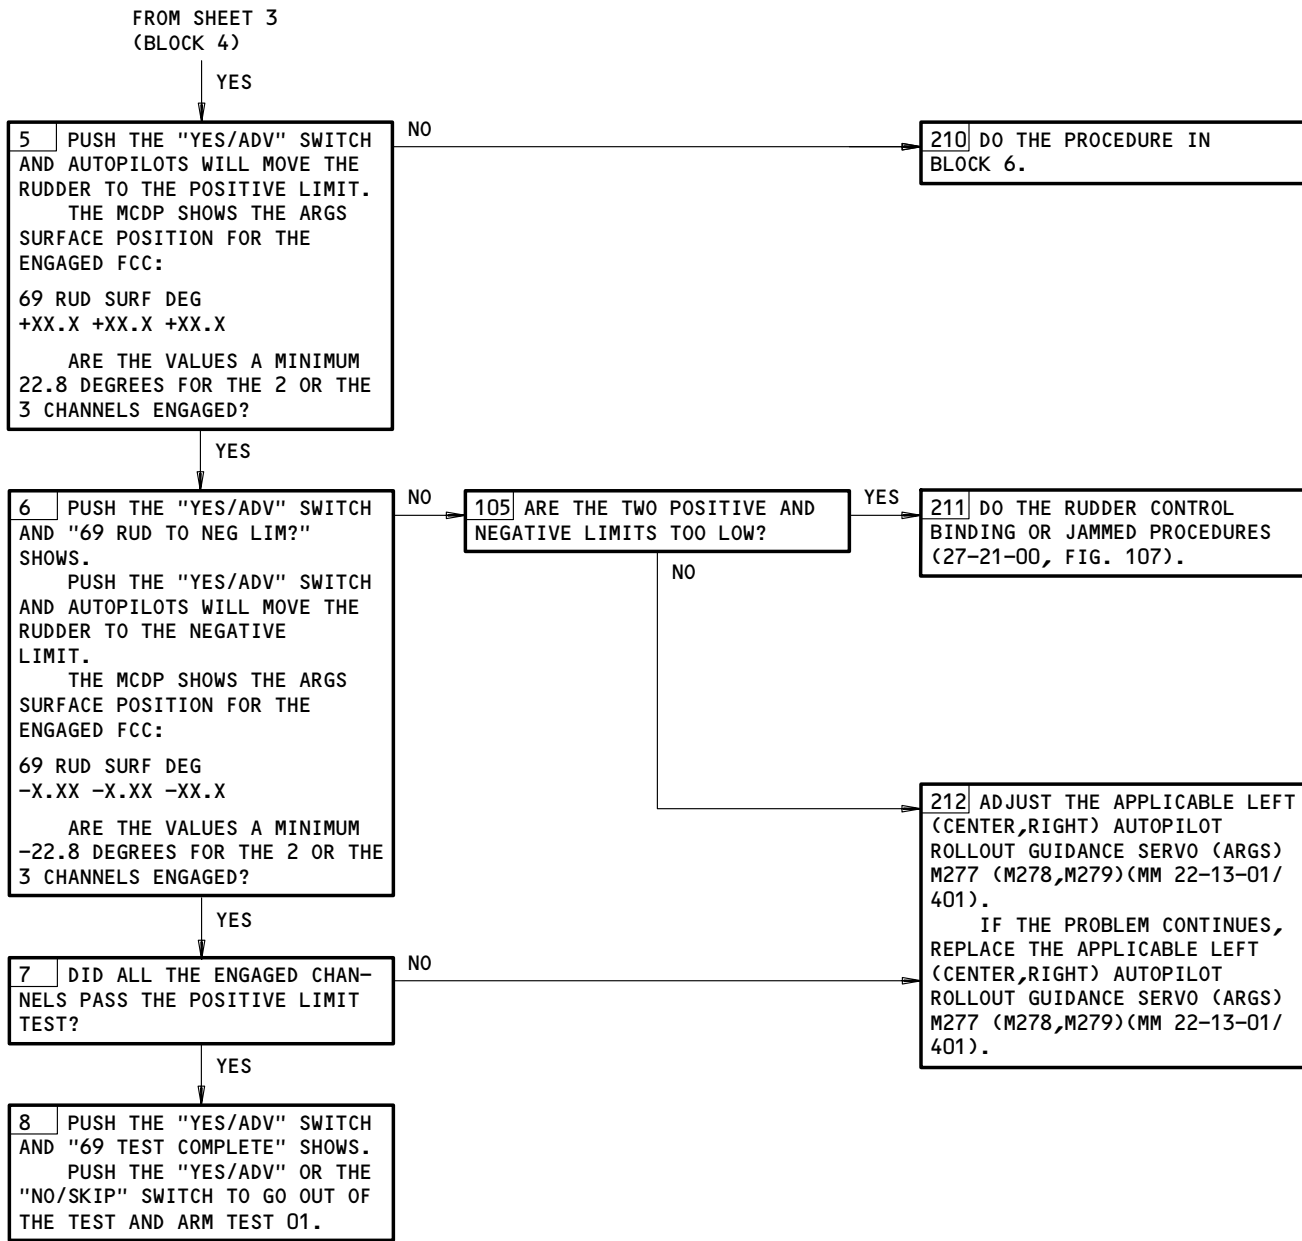 FROM SHEET 3
(BLOCK 4)
YES
5 PUSH THE "YES/ADV" SWITCH
AND AUTOPILOTS WILL MOVE THE
RUDDER TO THE POSITIVE LIMIT.
THE MCDP SHOWS THE ARGS
SURFACE POSITION FOR THE
ENGAGED FCC:
69 RUD SURF DEG
+XX.X +XX.X +XX.X
ARE THE VALUES A MINIMUM
22.8 DEGREES FOR THE 2 OR THE
3 CHANNELS ENGAGED?
NO
210 DO THE PROCEDURE IN
BLOCK 6.
YES
6 PUSH THE "YES/ADV" SWITCH
AND "69 RUD TO NEG LIM?"
SHOWS.
PUSH THE "YES/ADV" SWITCH
AND AUTOPILOTS WILL MOVE THE
RUDDER TO THE NEGATIVE
LIMIT.
THE MCDP SHOWS THE ARGS
SURFACE POSITION FOR THE
ENGAGED FCC:
69 RUD SURF DEG
-X.XX -X.XX -XX.X
ARE THE VALUES A MINIMUM
-22.8 DEGREES FOR THE 2 OR THE
3 CHANNELS ENGAGED?
NO
105 ARE THE TWO POSITIVE AND
NEGATIVE LIMITS TOO LOW?
YES
211 DO THE RUDDER CONTROL
BINDING OR JAMMED PROCEDURES
(27-21-00, FIG. 107).
NO
212 ADJUST THE APPLICABLE LEFT
(CENTER,RIGHT) AUTOPILOT
ROLLOUT GUIDANCE SERVO (ARGS)
M277 (M278,M279)(MM 22-13-01/
401).
IF THE PROBLEM CONTINUES,
REPLACE THE APPLICABLE LEFT
(CENTER,RIGHT) AUTOPILOT
ROLLOUT GUIDANCE SERVO (ARGS)
M277 (M278,M279)(MM 22-13-01/
401).
YES
7 DID ALL THE ENGAGED CHAN-
NELS PASS THE POSITIVE LIMIT
TEST?
NO
YES
8 PUSH THE "YES/ADV" SWITCH
AND "69 TEST COMPLETE" SHOWS.
PUSH THE "YES/ADV" OR THE
"NO/SKIP" SWITCH TO GO OUT OF
THE TEST AND ARM TEST 01.